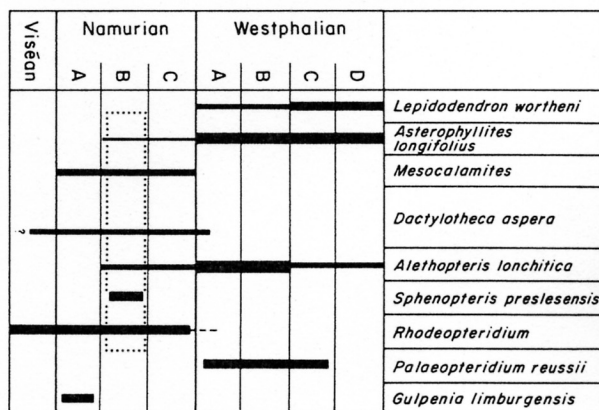 Viséan
Namurian
Westphalian
A
B
C
A
B
C
D
Lepidodendron wortheni
Asterophyllites
longifolius
Mesocalamites
?
Dactylotheca aspera
Alethopteris lonchitica
Sphenopteris preslesensis
Rhodeopteridium
Palaeopteridium reussii
Gulpenia limburgensis